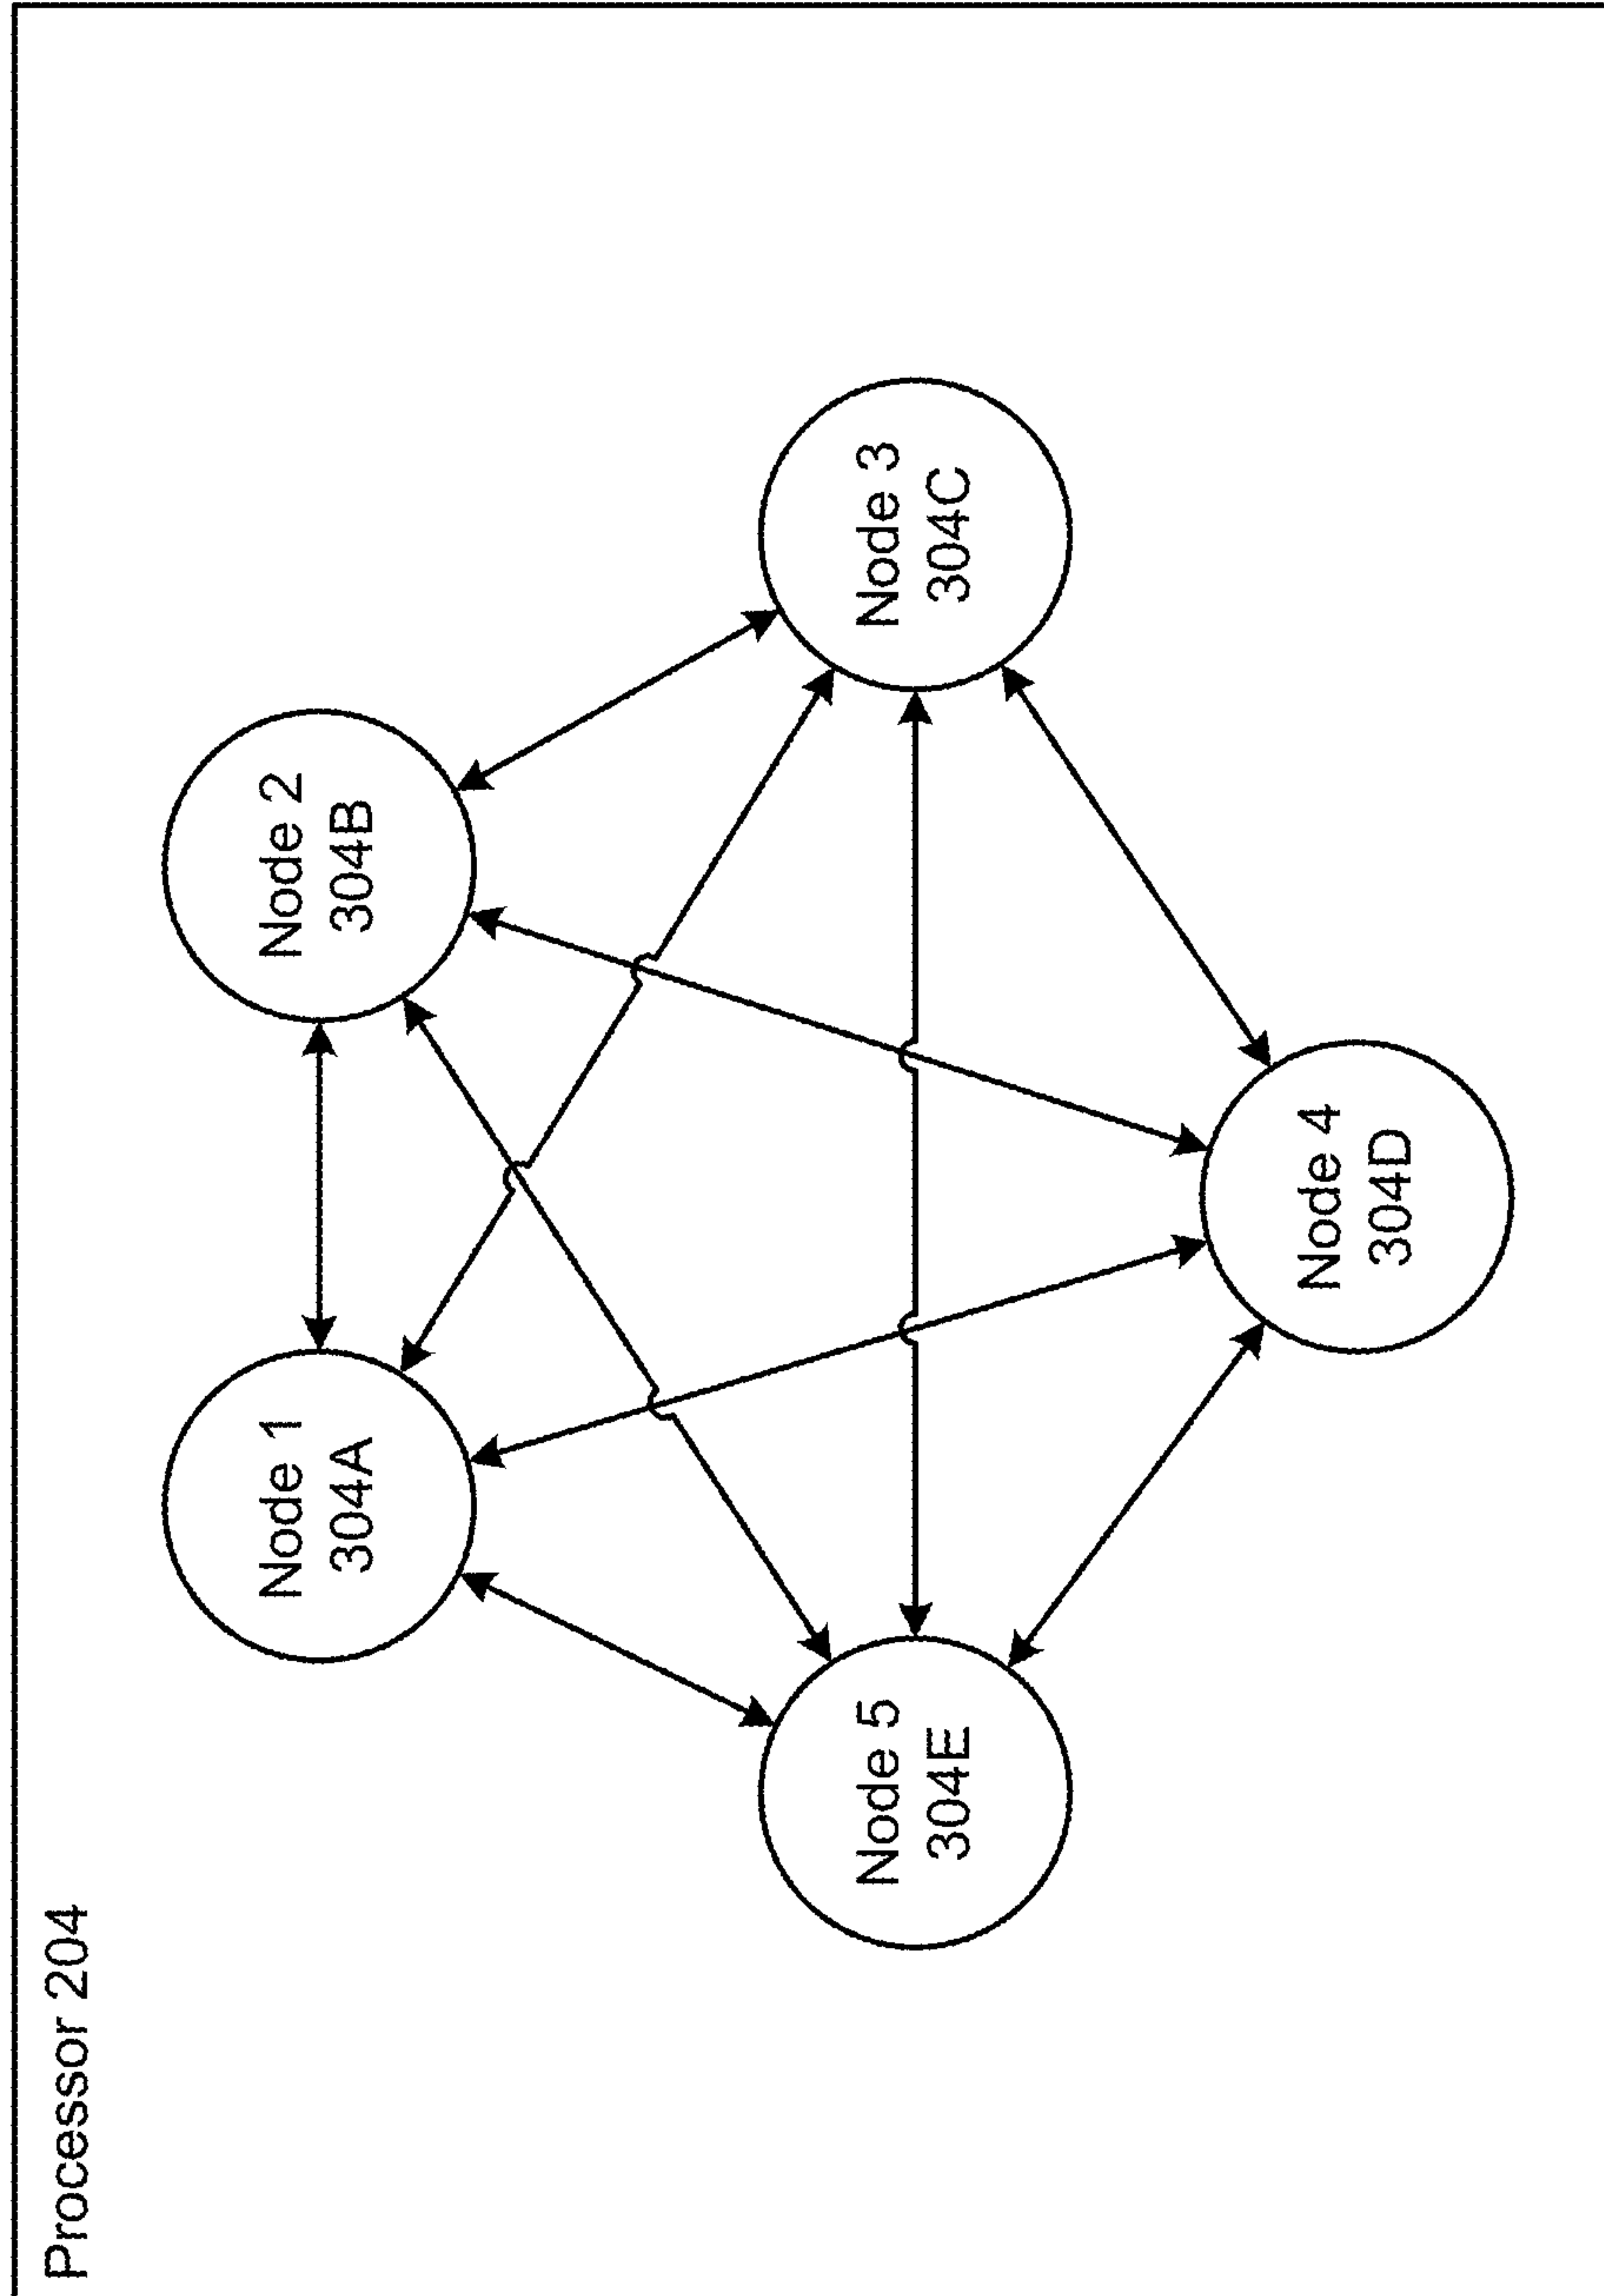 Processor 204
Node 1
304A
Node 2
304B
Node 5
304E
Node 3
304C
Node 4
304D